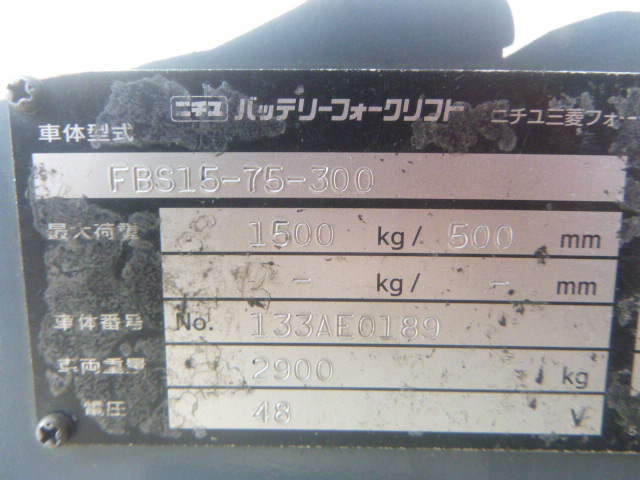 ニチユ バッテリーフォークリフト ニチユ三菱フォー
車体型式
FBS15-75-300
最大荷重 1500 kg/ 500 mm
- kg/ - mm
車体番号 No. 133AE0189
車両重量 2900 kg
電圧 48 V